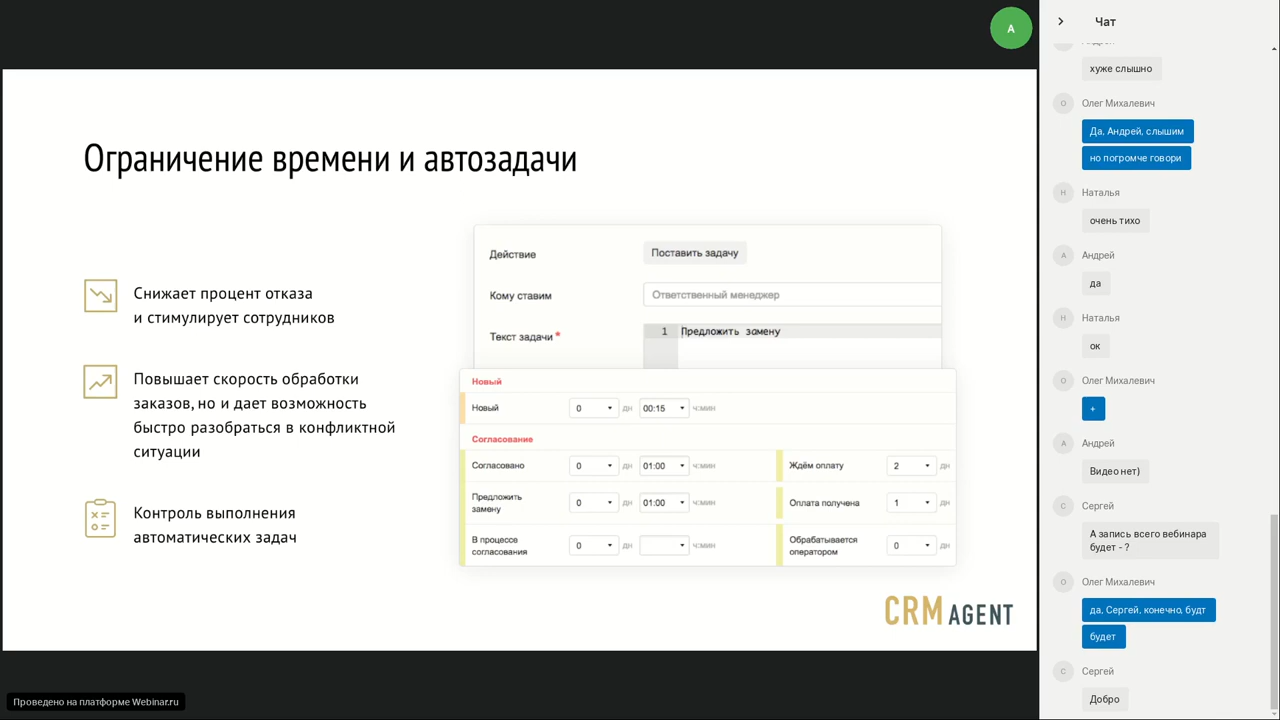 А
Ограничение времени и автозадачи
Снижает процент отказа
и стимулирует сотрудников
Повышает скорость обработки
заказов, но и дает возможность
быстро разобраться в конфликтной
ситуации
Контроль выполнения
автоматических задач
Действие Поставить задачу
Кому ставим Ответственный менеджер
Текст задачи * 1 Предложить замену
Новый
Новый 0 дн 00:15 ч:мин
Согласование
Согласовано 0 дн 01:00 ч:мин Ждём оплату 2 дн
Предложить
замену 0 дн 01:00 ч:мин Оплата получена 1 дн
В процессе
согласования 0 дн ч:мин Обрабатывается
оператором 0 дн
CRM AGENT
Проведено на платформе Webinar.ru
Чат
хуже слышно
О Олег Михалевич
Да, Андрей, слышим
но погромче говори
Н Наталья
очень тихо
А Андрей
да
Н Наталья
ок
О Олег Михалевич
+
А Андрей
Видео нет)
С Сергей
А запись всего вебинара
будет - ?
О Олег Михалевич
да, Сергей, конечно, будт
будет
С Сергей
Добро